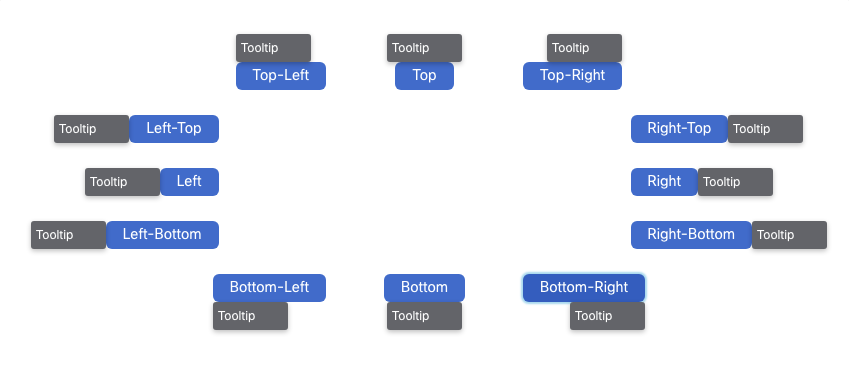 Tooltip Tooltip Tooltip
Top-Left Top Top-Right
Tooltip Left-Top Right-Top Tooltip
Tooltip Left Right Tooltip
Tooltip Left-Bottom Right-Bottom Tooltip
Bottom-Left Bottom Bottom-Right
Tooltip Tooltip Tooltip